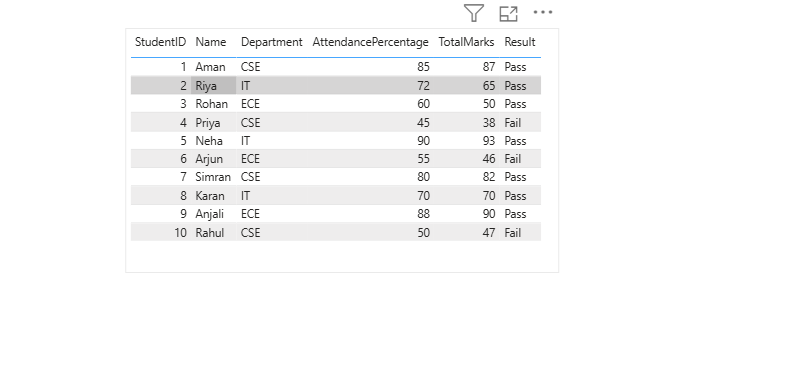 StudentID Name Department AttendancePercentage TotalMarks Result
1 Aman CSE 85 87 Pass
2 Riya IT 72 65 Pass
3 Rohan ECE 60 50 Pass
4 Priya CSE 45 38 Fail
5 Neha IT 90 93 Pass
6 Arjun ECE 55 46 Fail
7 Simran CSE 80 82 Pass
8 Karan IT 70 70 Pass
9 Anjali ECE 88 90 Pass
10 Rahul CSE 50 47 Fail